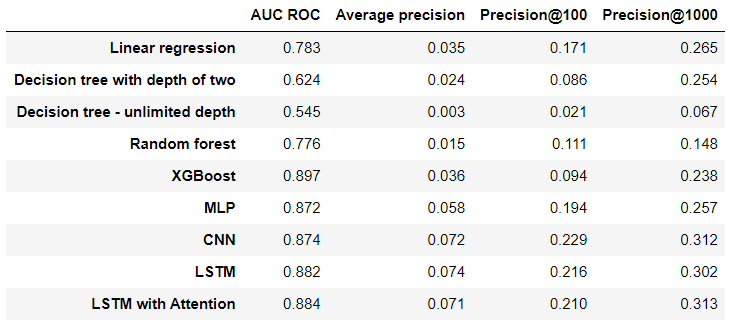 AUC ROC Average precision Precision@100 Precision@1000
Linear regression 0.783 0.035 0.171 0.265
Decision tree with depth of two 0.624 0.024 0.086 0.254
Decision tree - unlimited depth 0.545 0.003 0.021 0.067
Random forest 0.776 0.015 0.111 0.148
XGBoost 0.897 0.036 0.094 0.238
MLP 0.872 0.058 0.194 0.257
CNN 0.874 0.072 0.229 0.312
LSTM 0.882 0.074 0.216 0.302
LSTM with Attention 0.884 0.071 0.210 0.313